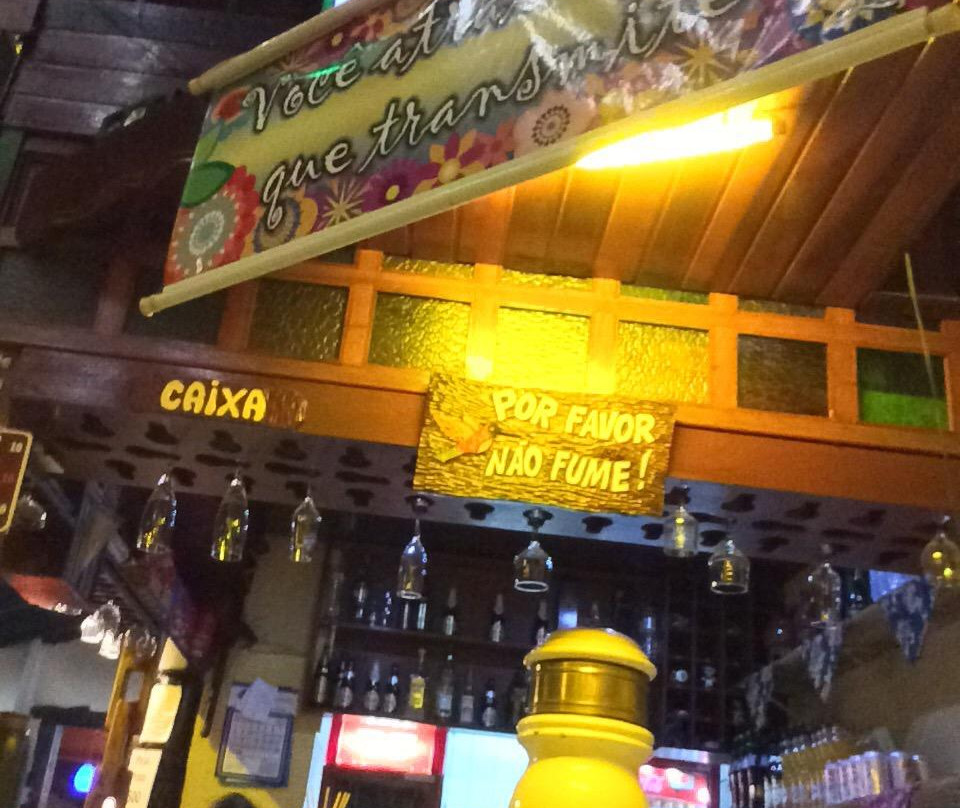 Você
que transmite
CAiXA
POR FAVOR
NÃO FUME!